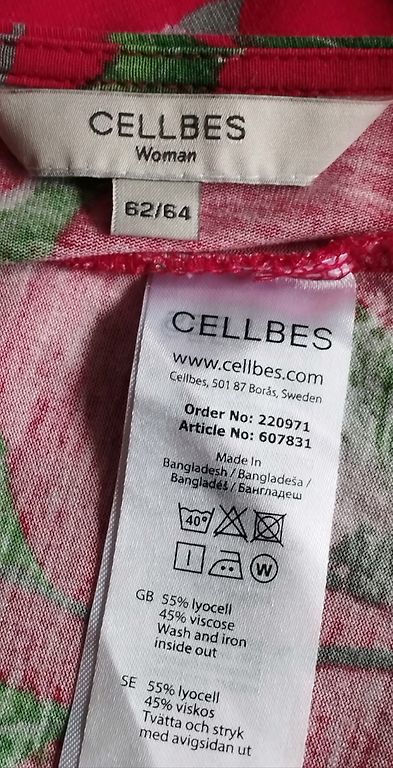 CELLBES
Woman
62/64
CELLBES
www.cellbes.com
Cellbes, 501 87 Borås, Sweden
Order No: 220971
Article No: 607831
Made In
Bangladesh / Bangladeša /
Bangladéš / Бангладеш
40°
W
GB 55% lyocell
45% viscose
Wash and iron
inside out
SE 55% lyocell
45% viskos
Tvätta och stryk
med avigsidan ut